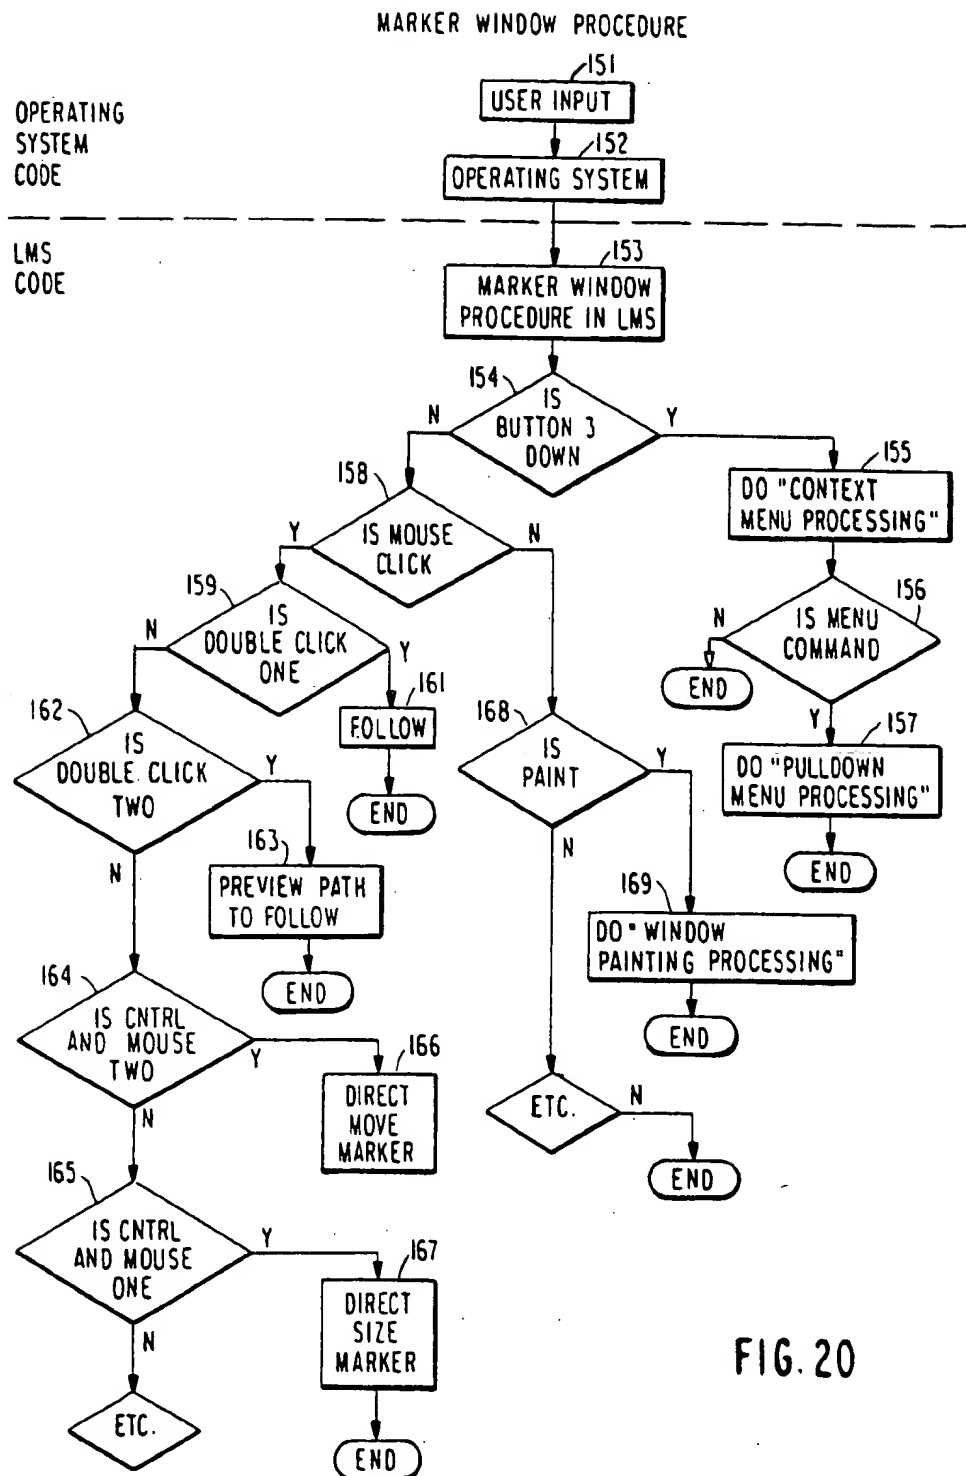 MARKER WINDOW PROCEDURE
OPERATING
SYSTEM
CODE
151
USER INPUT
152
OPERATING SYSTEM
LMS
CODE
153
MARKER WINDOW
PROCEDURE IN LMS
154
IS
BUTTON 3
DOWN
N
Y
155
DO "CONTEXT
MENU PROCESSING"
156
IS MENU
COMMAND
N
END
Y
157
DO "PULLDOWN
MENU PROCESSING"
END
158
IS MOUSE
CLICK
Y
N
159
IS
DOUBLE CLICK
ONE
N
Y
161
FOLLOW
END
162
IS
DOUBLE CLICK
TWO
Y
N
163
PREVIEW PATH
TO FOLLOW
END
168
IS
PAINT
Y
N
169
DO "WINDOW
PAINTING PROCESSING"
END
ETC.
N
END
164
IS CNTRL
AND MOUSE
TWO
Y
N
166
DIRECT
MOVE
MARKER
165
IS CNTRL
AND MOUSE
ONE
Y
N
167
DIRECT
SIZE
MARKER
END
ETC.
FIG. 20